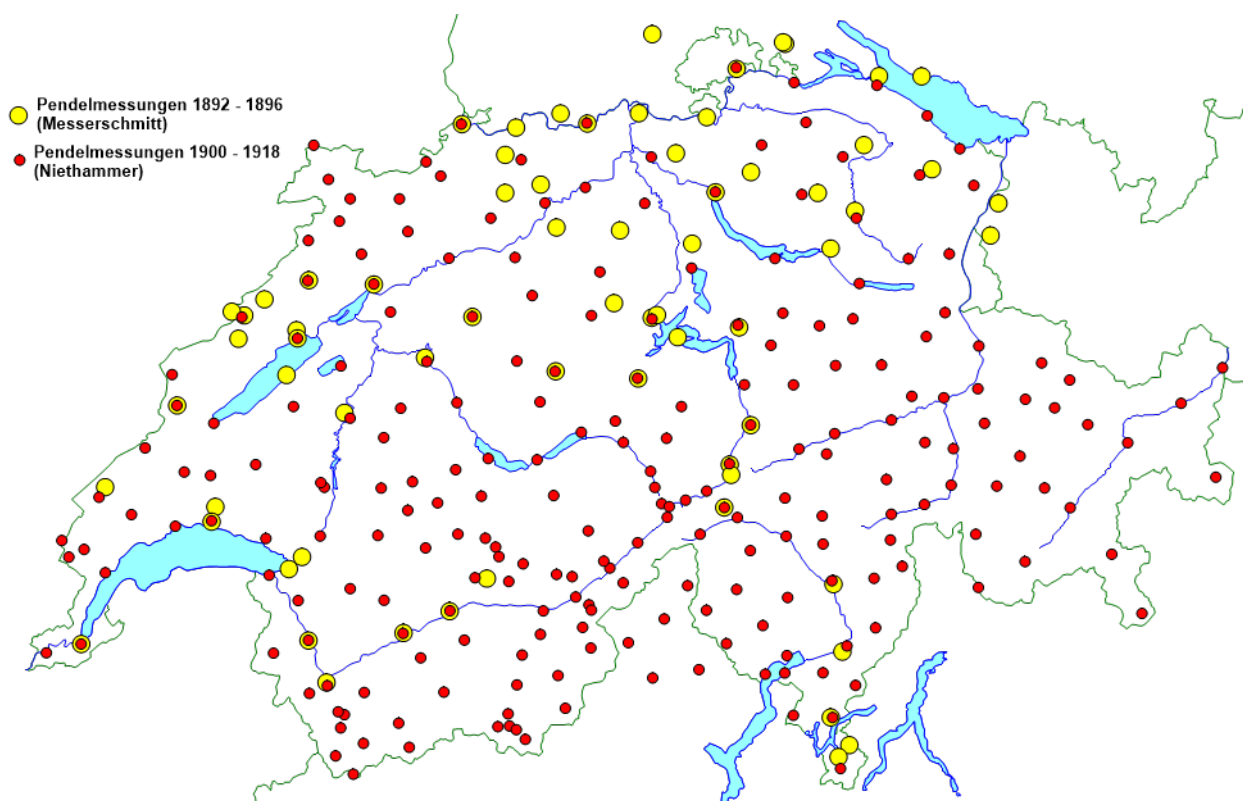 Pendelmessungen 1892 - 1896
(Messerschmitt)
Pendelmessungen 1900 - 1918
(Niethammer)